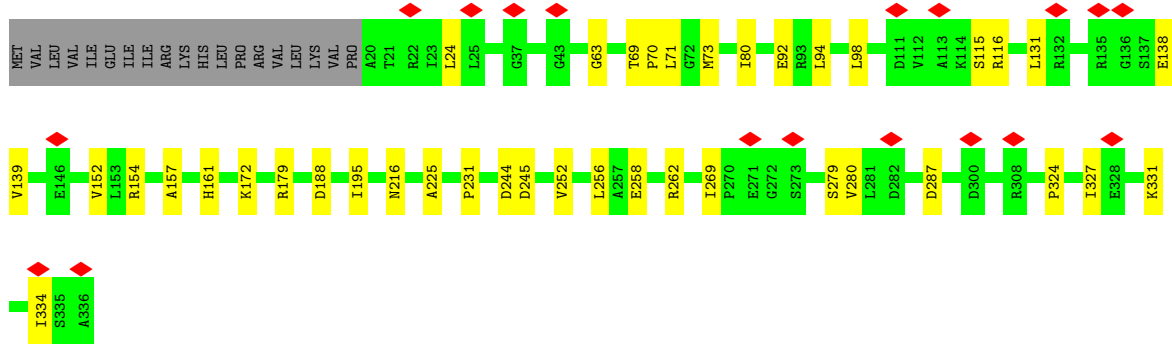 MET VAL LEU VAL ILE GLU ILE ILE ARG LYS HIS LEU PRO ARG VAL LEU LYS VAL PRO A20 T21 R22 I23 L24 L25 G37 G43 G63 T69 P70 L71 G72 M73 I80 E92 R93 L94 L98 D111 V112 A113 K114 S115 R116 L131 R132 R135 G136 S137 E138
V139 E146 V152 L153 R154 A157 H161 K172 R179 D188 I195 N216 A225 P231 D244 D245 V252 L256 A257 E258 R262 I269 P270 E271 G272 S273 S279 V280 L281 D282 D287 D300 R308 P324 I327 E328 K331
I334 S335 A336